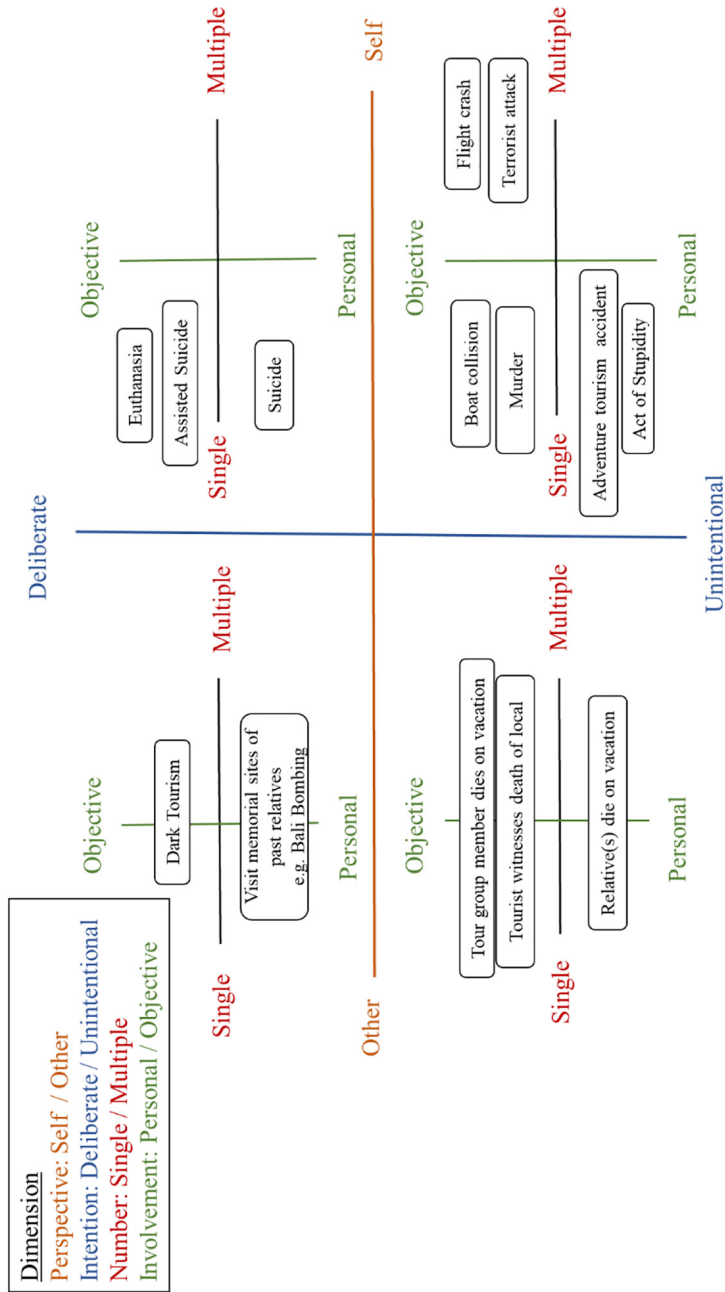 Dimension
Perspective: Self / Other
Intention: Deliberate / Unintentional
Number: Single / Multiple
Involvement: Personal / Objective
Deliberate
Objective
Dark Tourism
Single
Multiple
Visit memorial sites of
past relatives
e.g. Bali Bombing
Personal
Objective
Euthanasia
Assisted Suicide
Single
Multiple
Suicide
Personal
Other
Self
Objective
Tour group member dies on vacation
Tourist witnesses death of local
Single
Multiple
Relative(s) die on vacation
Personal
Objective
Boat collision
Flight crash
Murder
Terrorist attack
Single
Multiple
Adventure tourism accident
Act of Stupidity
Personal
Unintentional